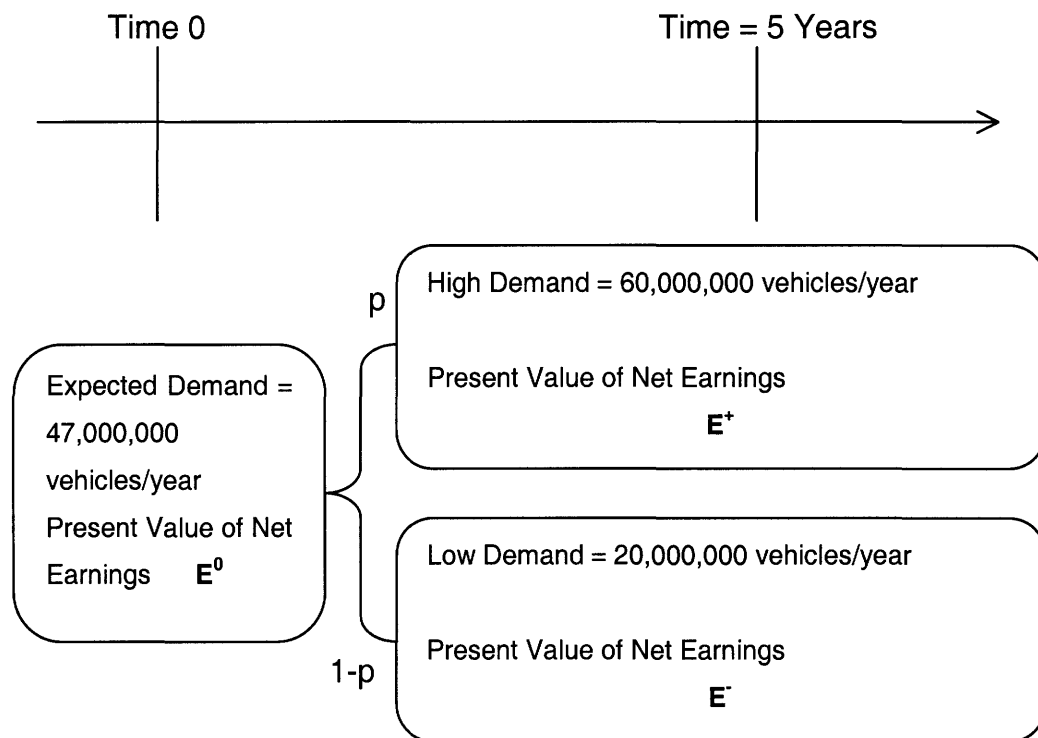 Time 0
Time = 5 Years
p
High Demand = 60,000,000 vehicles/year
Present Value of Net Earnings
E⁺
Expected Demand =
47,000,000
vehicles/year
Present Value of Net
Earnings E⁰
Low Demand = 20,000,000 vehicles/year
Present Value of Net Earnings
E⁻
1-p